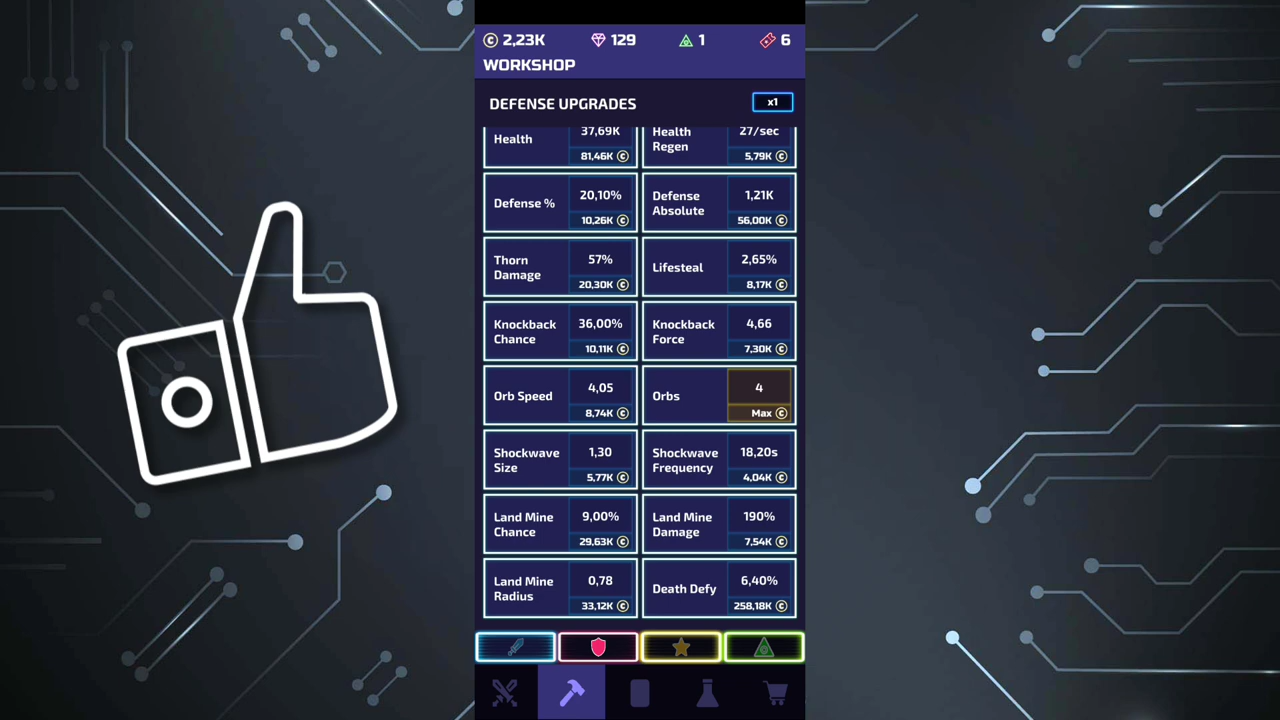 2,23K 129 1 6
WORKSHOP
DEFENSE UPGRADES x1
Health 37,69K 81,46K
Health Regen 27/sec 5,79K
Defense % 20,10% 10,26K
Defense Absolute 1,21K 56,00K
Thorn Damage 57% 20,30K
Lifesteal 2,65% 8,17K
Knockback Chance 36,00% 10,11K
Knockback Force 4,66 7,30K
Orb Speed 4,05 8,74K
Orbs 4 Max
Shockwave Size 1,30 5,77K
Shockwave Frequency 18,20s 4,04K
Land Mine Chance 9,00% 29,63K
Land Mine Damage 190% 7,54K
Land Mine Radius 0,78 33,12K
Death Defy 6,40% 258,18K